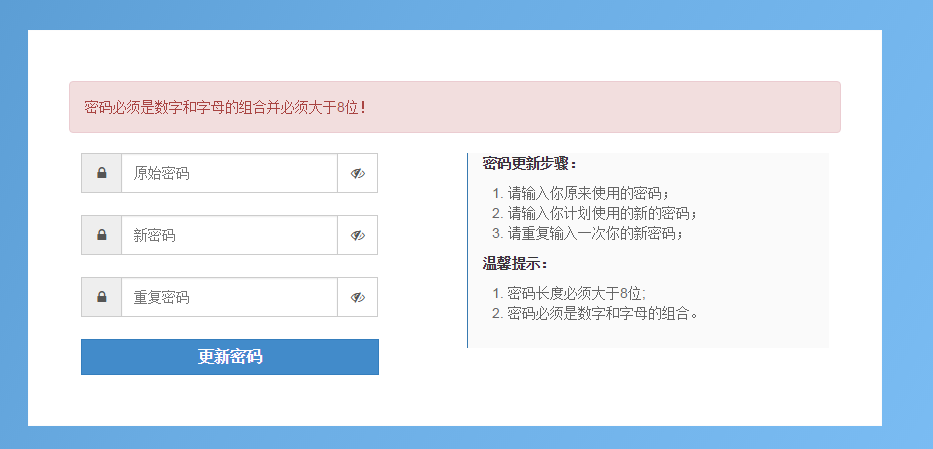 密码必须是数字和字母的组合并必须大于8位！
原始密码
新密码
重复密码
更新密码
密码更新步骤：
1. 请输入你原来使用的密码；
2. 请输入你计划使用的新的密码；
3. 请重复输入一次你的新密码；
温馨提示：
1. 密码长度必须大于8位;
2. 密码必须是数字和字母的组合。